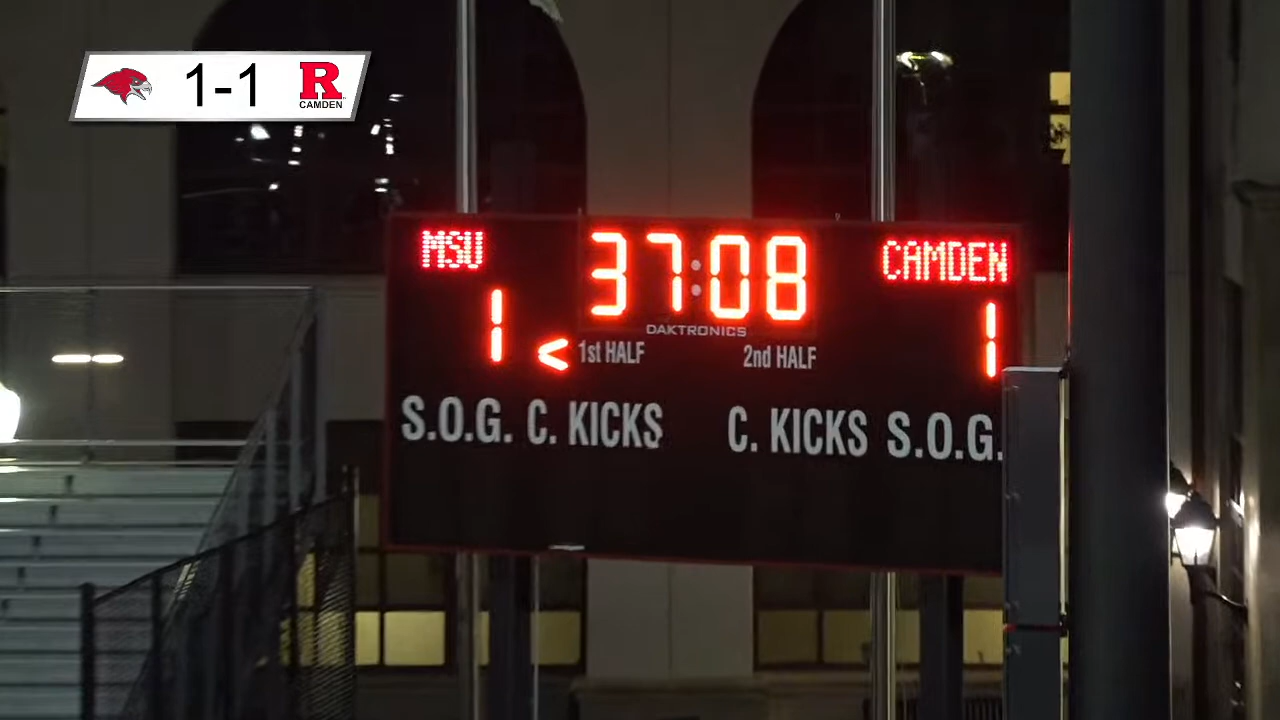 1-1
R
CAMDEN
MSU 37:08 CAMDEN
1 1
DAKTRONICS
< 1st HALF 2nd HALF
S.O.G. C. KICKS C. KICKS S.O.G.